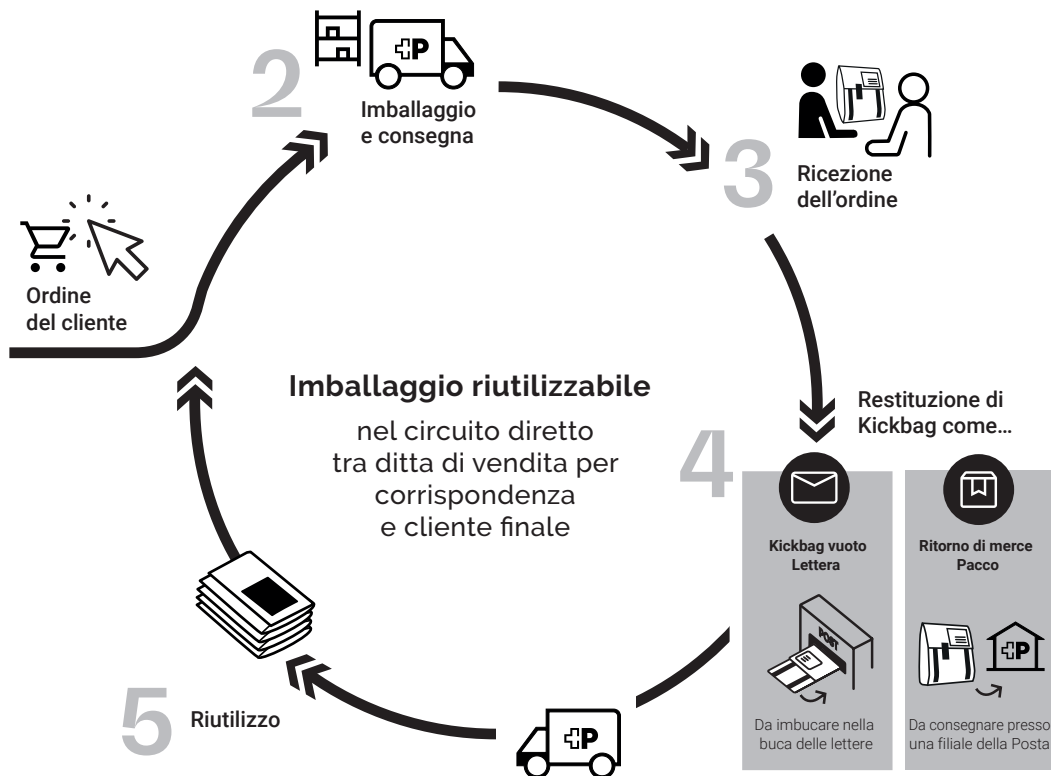 2
P
Imballaggio
e consegna
3
Ricezione
dell'ordine
Ordine
del cliente
Imballaggio riutilizzabile
nel circuito diretto
tra ditta di vendita per
corrispondenza
e cliente finale
Restituzione di
Kickbag come...
4
Kickbag vuoto
Lettera
POST
Da imbucare nella
buca delle lettere
Ritorno di merce
Pacco
P
Da consegnare presso
una filiale della Posta
5
Riutilizzo
P